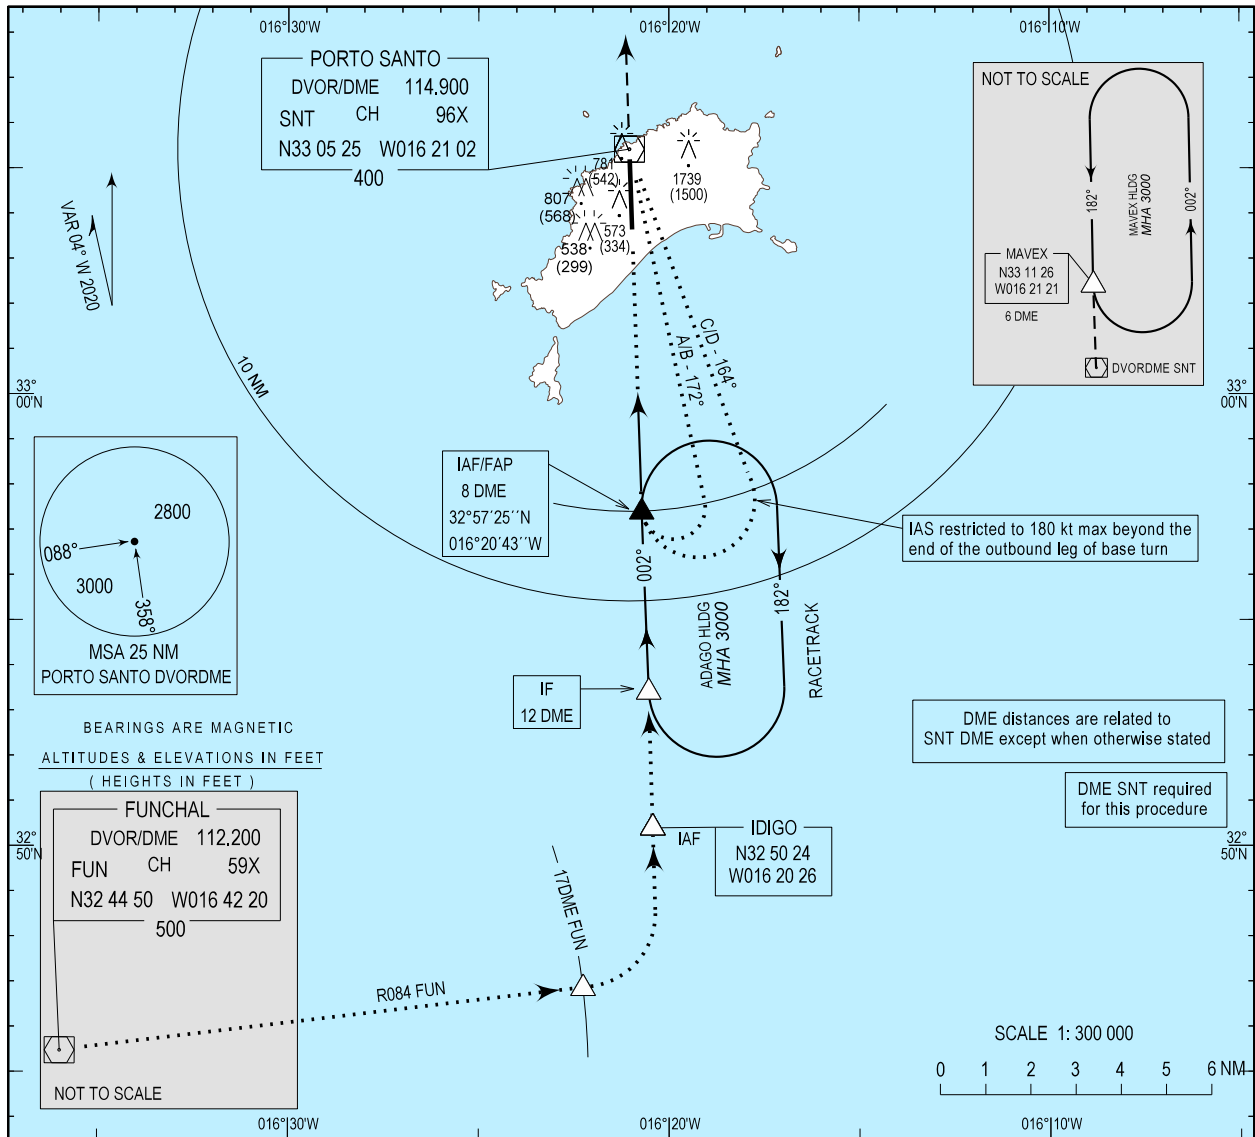 016°30'W
016°20'W
016°10'W
PORTO SANTO
DVOR/DME 114.900
SNT CH 96X
N33 05 25 W016 21 02
400
NOT TO SCALE
182°
MAVEX HLDG
MHA 3000
002°
MAVEX
N33 11 26
W016 21 21
6 DME
DVORDME SNT
781
(542)
807
(568)
1739
(1500)
573
(334)
538
(299)
VAR 04° W 2020
10 NM
C/D - 164°
A/B - 172°
33°
00'N
33°
00'N
IAF/FAP
8 DME
32°57´25´´N
016°20´43´´W
IAS restricted to 180 kt max beyond the
end of the outbound leg of base turn
2800
088°
3000
358°
MSA 25 NM
PORTO SANTO DVORDME
002°
ADAGO HLDG
MHA 3000
182°
RACETRACK
IF
12 DME
BEARINGS ARE MAGNETIC
ALTITUDES & ELEVATIONS IN FEET
( HEIGHTS IN FEET )
DME distances are related to
SNT DME except when otherwise stated
DME SNT required
for this procedure
FUNCHAL
DVOR/DME 112.200
FUN CH 59X
N32 44 50 W016 42 20
500
NOT TO SCALE
IAF
IDIGO
N32 50 24
W016 20 26
32°
50'N
32°
50'N
17DME FUN
R084 FUN
SCALE 1: 300 000
0 1 2 3 4 5 6 NM
016°30'W
016°20'W
016°10'W